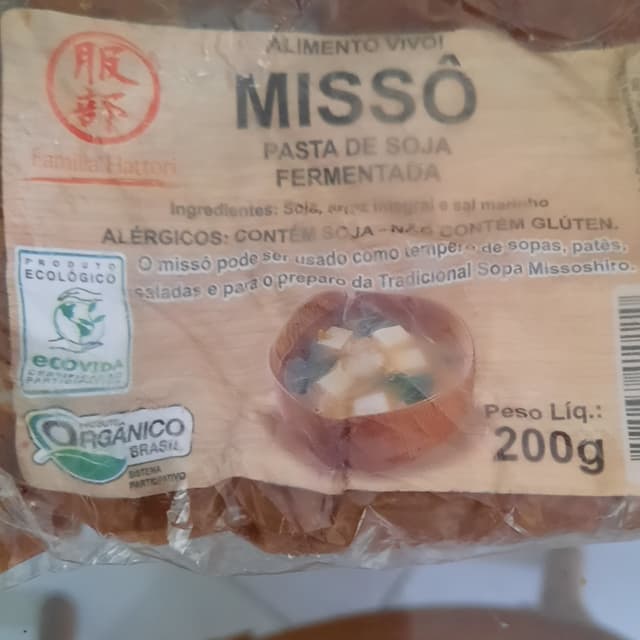 服部
Família Hattori
ALIMENTO VIVO!
MISSÔ
PASTA DE SOJA
FERMENTADA
Ingredientes: Soja, arroz integral e sal marinho
ALÉRGICOS: CONTÉM SOJA - NÃO CONTÉM GLÚTEN.
O missô pode ser usado como tempero de sopas, patês,
saladas e para o preparo da Tradicional Sopa Missoshiro.
PRODUTO
ECOLÓGICO
ecovida
PRODUTO
ORGÂNICO
BRASIL
SISTEMA
PARTICIPATIVO
Peso Líq.:
200g